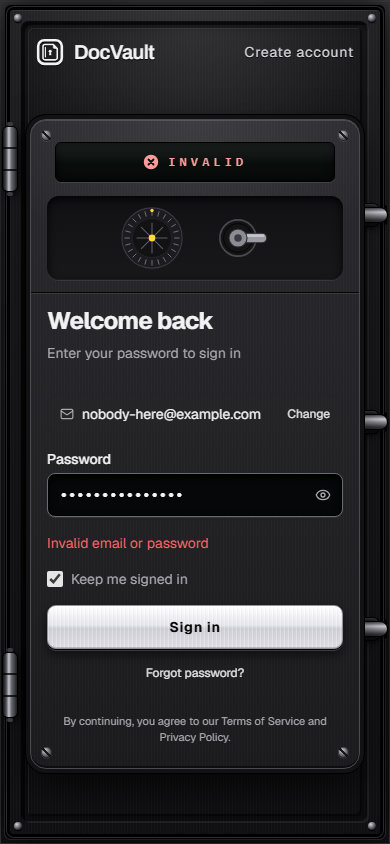 DocVault
Create account
INVALID
Welcome back
Enter your password to sign in
nobody-here@example.com
Change
Password
•••••••••••••••
Invalid email or password
Keep me signed in
Sign in
Forgot password?
By continuing, you agree to our Terms of Service and
Privacy Policy.